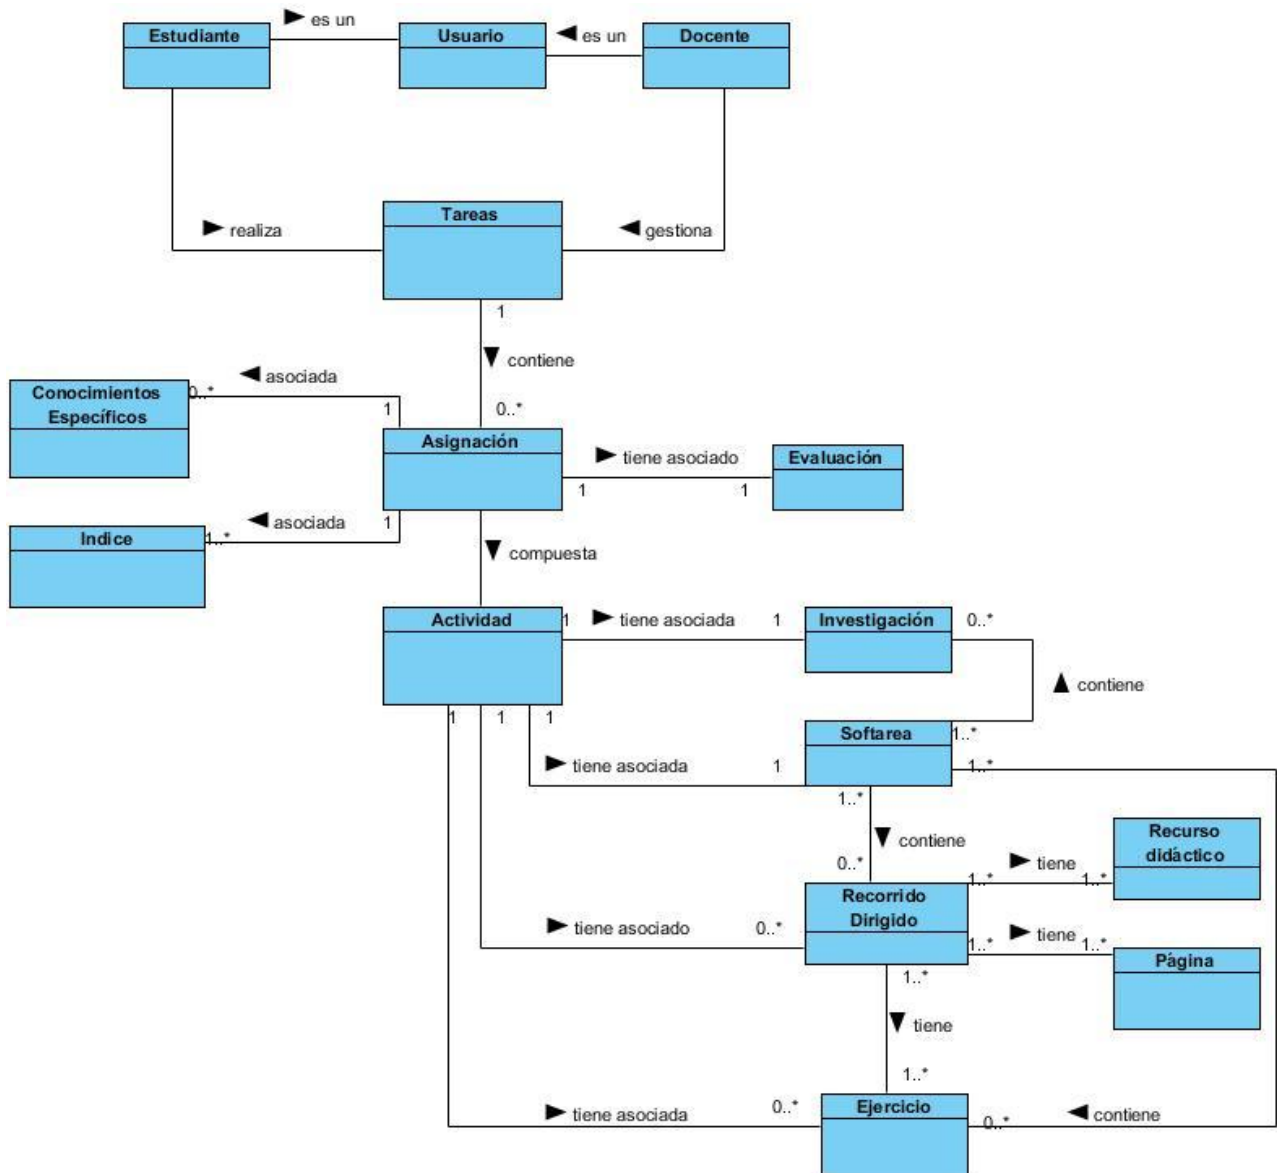 es un
es un
Estudiante
Usuario
Docente
Tareas
realiza
gestiona
1
contiene
asociada
Conocimientos
Específicos
0..*
1
0..*
Asignación
tiene asociado
Evaluación
1
1
Indice
asociada
1..*
1
compuesta
Actividad
1
tiene asociada
1
Investigación
0..*
contiene
1
1
1
Softarea
1..*
tiene asociada
1
1..*
1..*
contiene
0..*
Recurso
didáctico
tiene
1..*
1..*
Recorrido
Dirigido
tiene asociado
0..*
tiene
1..*
1..*
Página
1..*
tiene
1..*
Ejercicio
tiene asociada
0..*
0..*
contiene